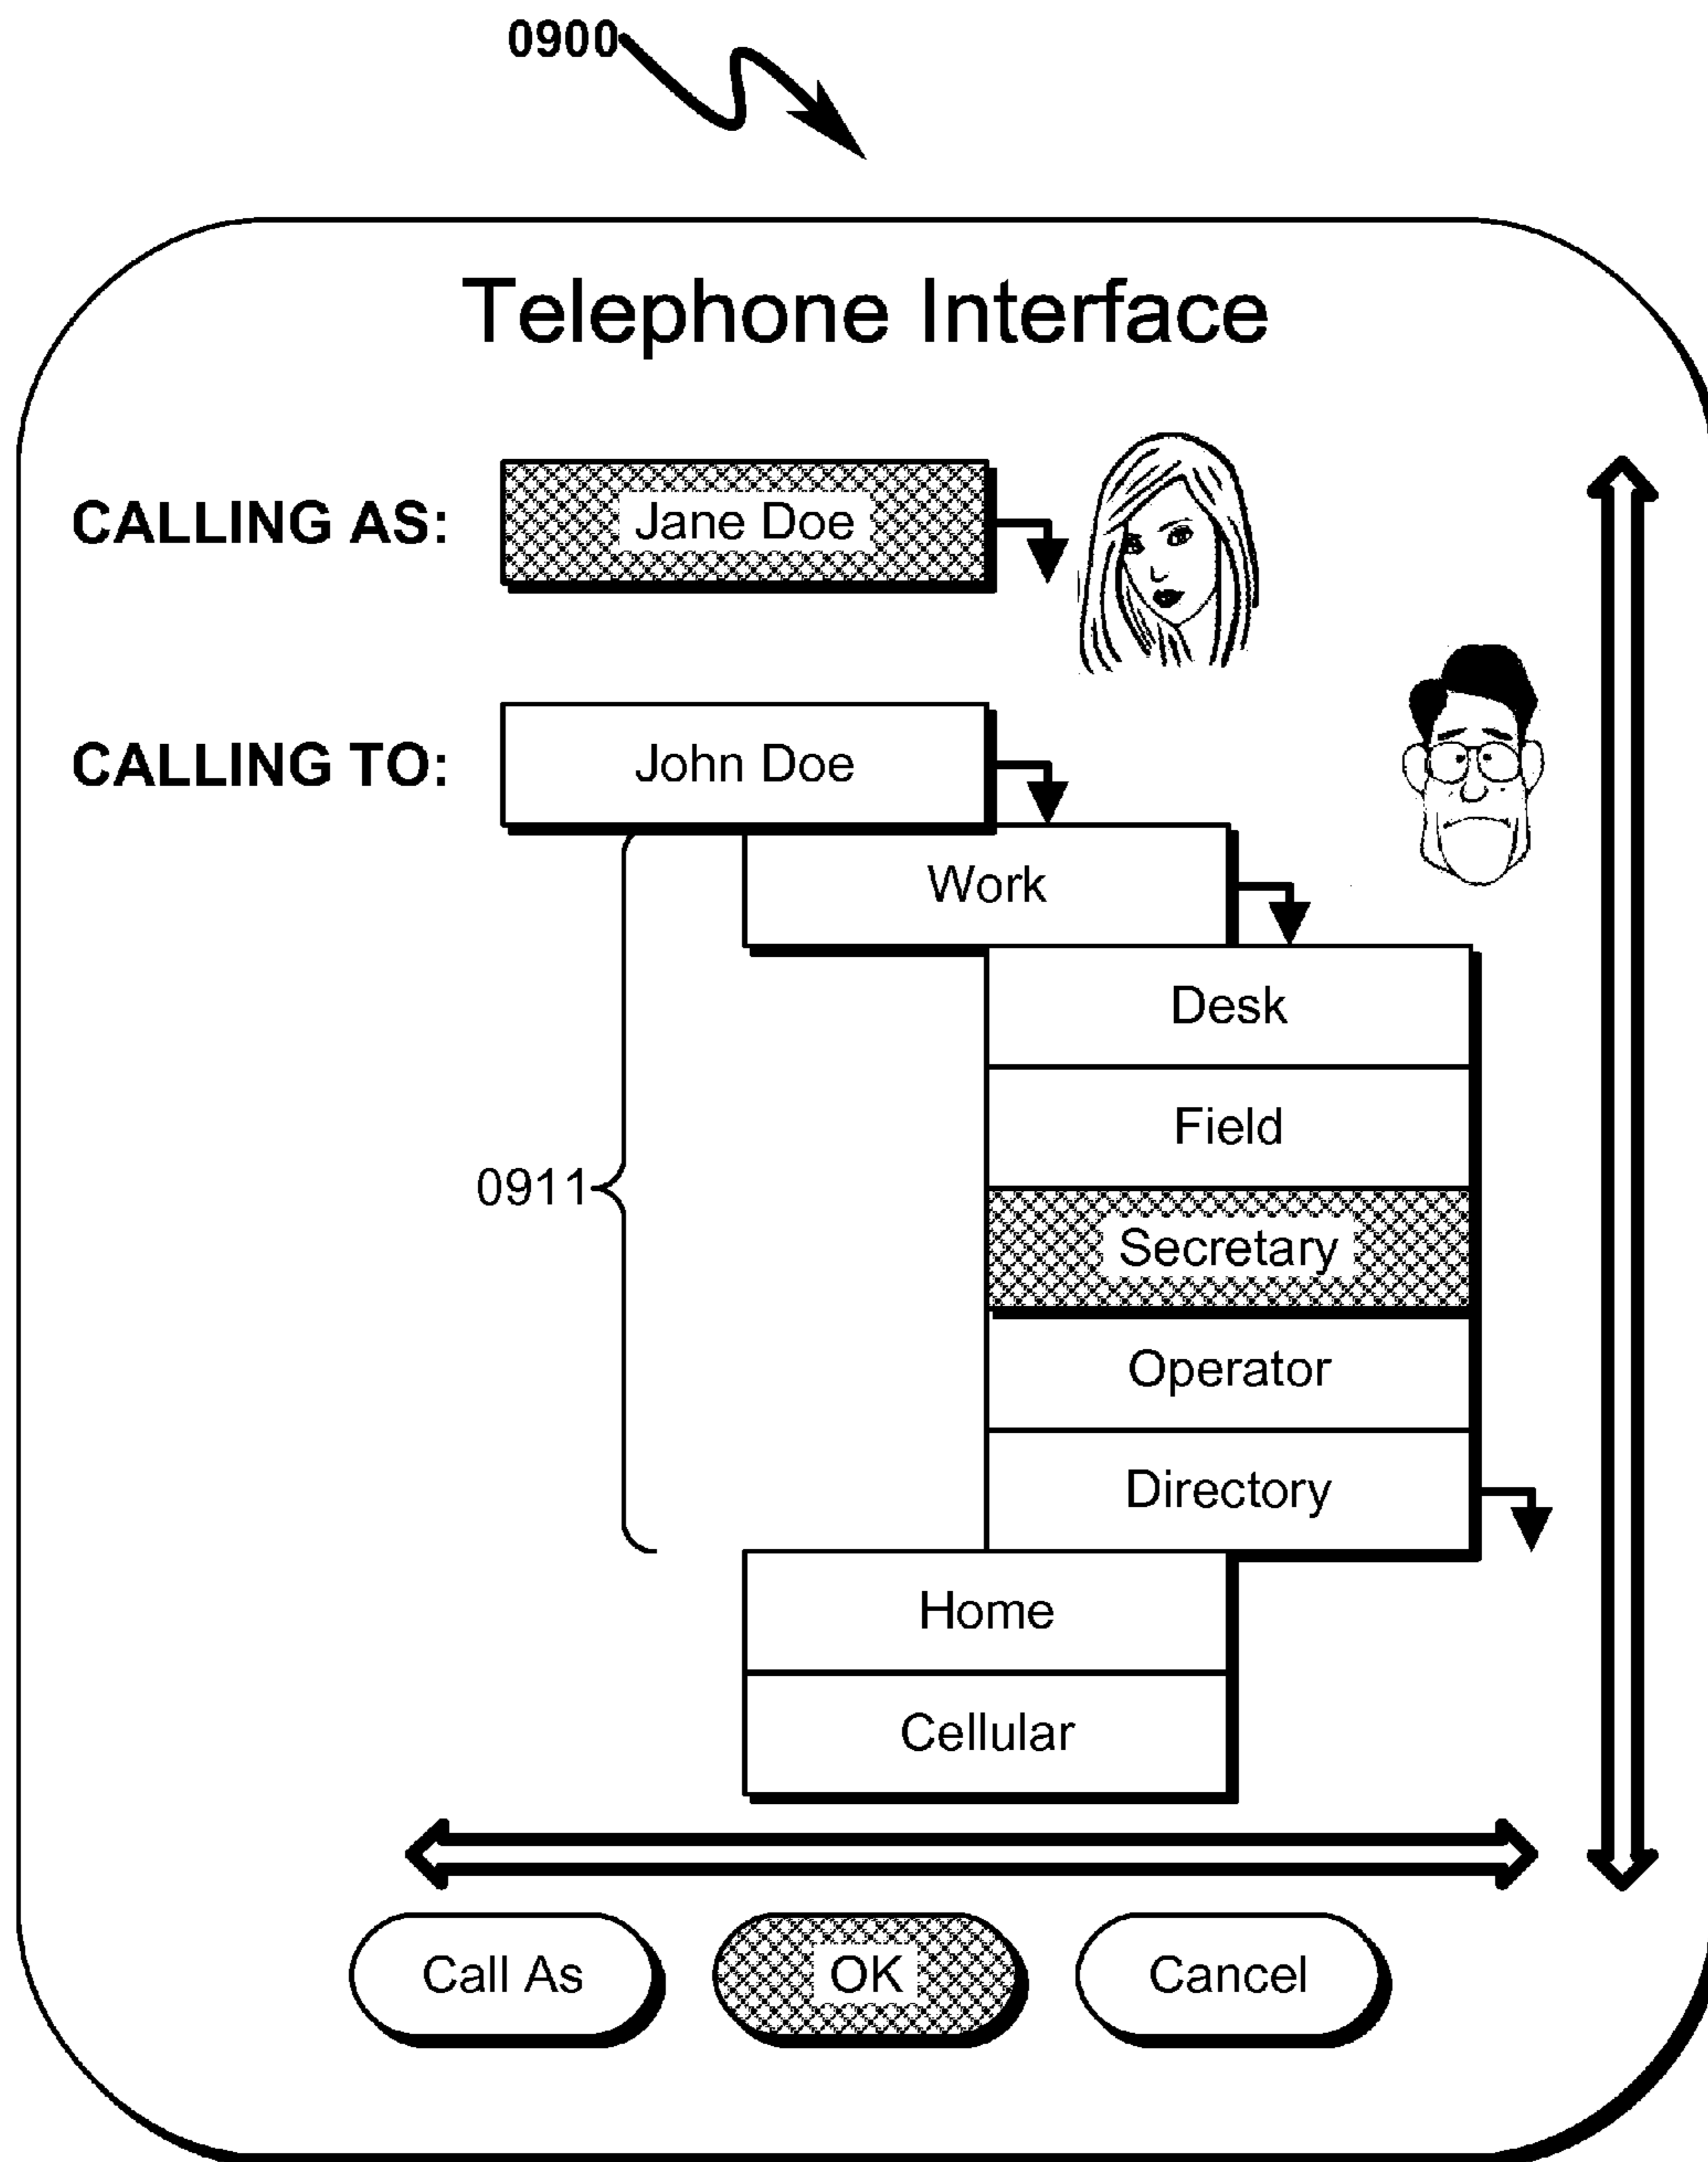 0900
Telephone Interface
CALLING AS: Jane Doe
CALLING TO: John Doe
Work
Desk
Field
0911
Secretary
Operator
Directory
Home
Cellular
Call As OK Cancel